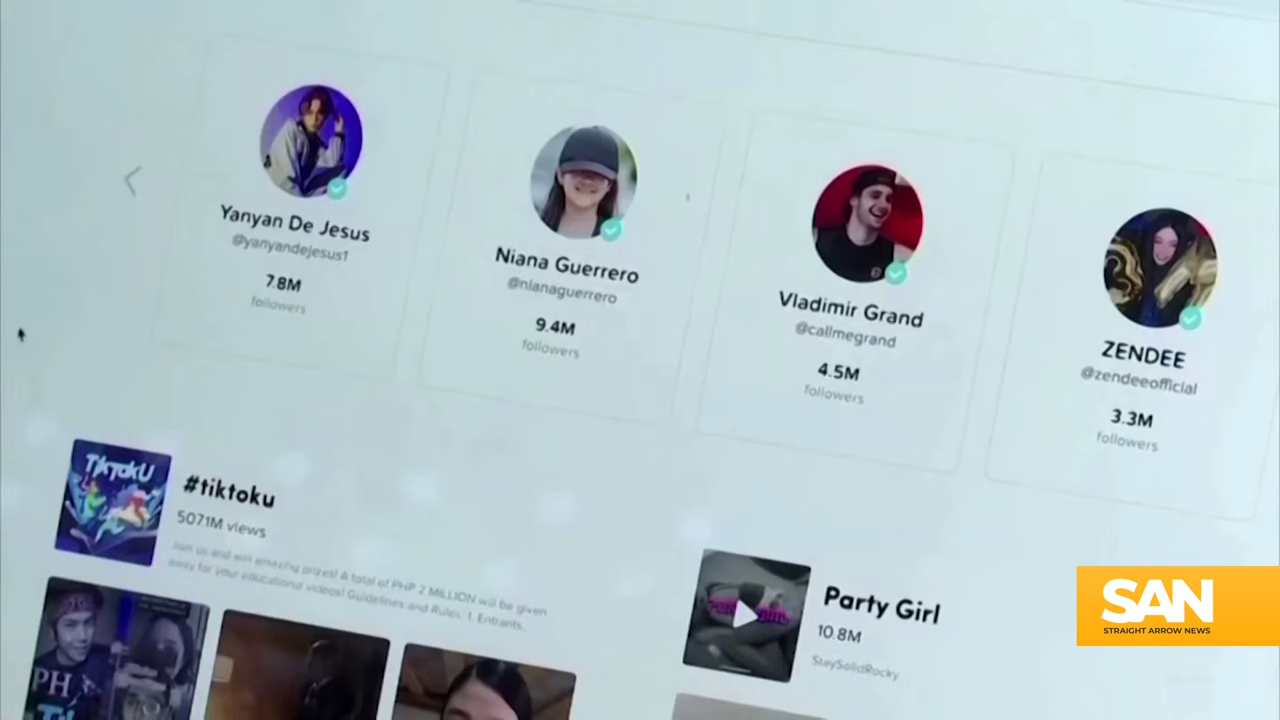 Yanyan De Jesus
@yanyandejesus1
7.8M
followers
Niana Guerrero
@nianaguerrero
9.4M
followers
Vladimir Grand
@callmegrand
4.5M
followers
ZENDEE
@zendeeofficial
3.3M
followers
TikTokU
#tiktoku
507.1M views
Join us and win amazing prizes! A total of PHP 2 MILLION will be given
away for your educational videos! Guidelines and Rules: 1. Entrants.
PH
Party Girl
10.8M
StaySolidRocky
SAN
STRAIGHT ARROW NEWS